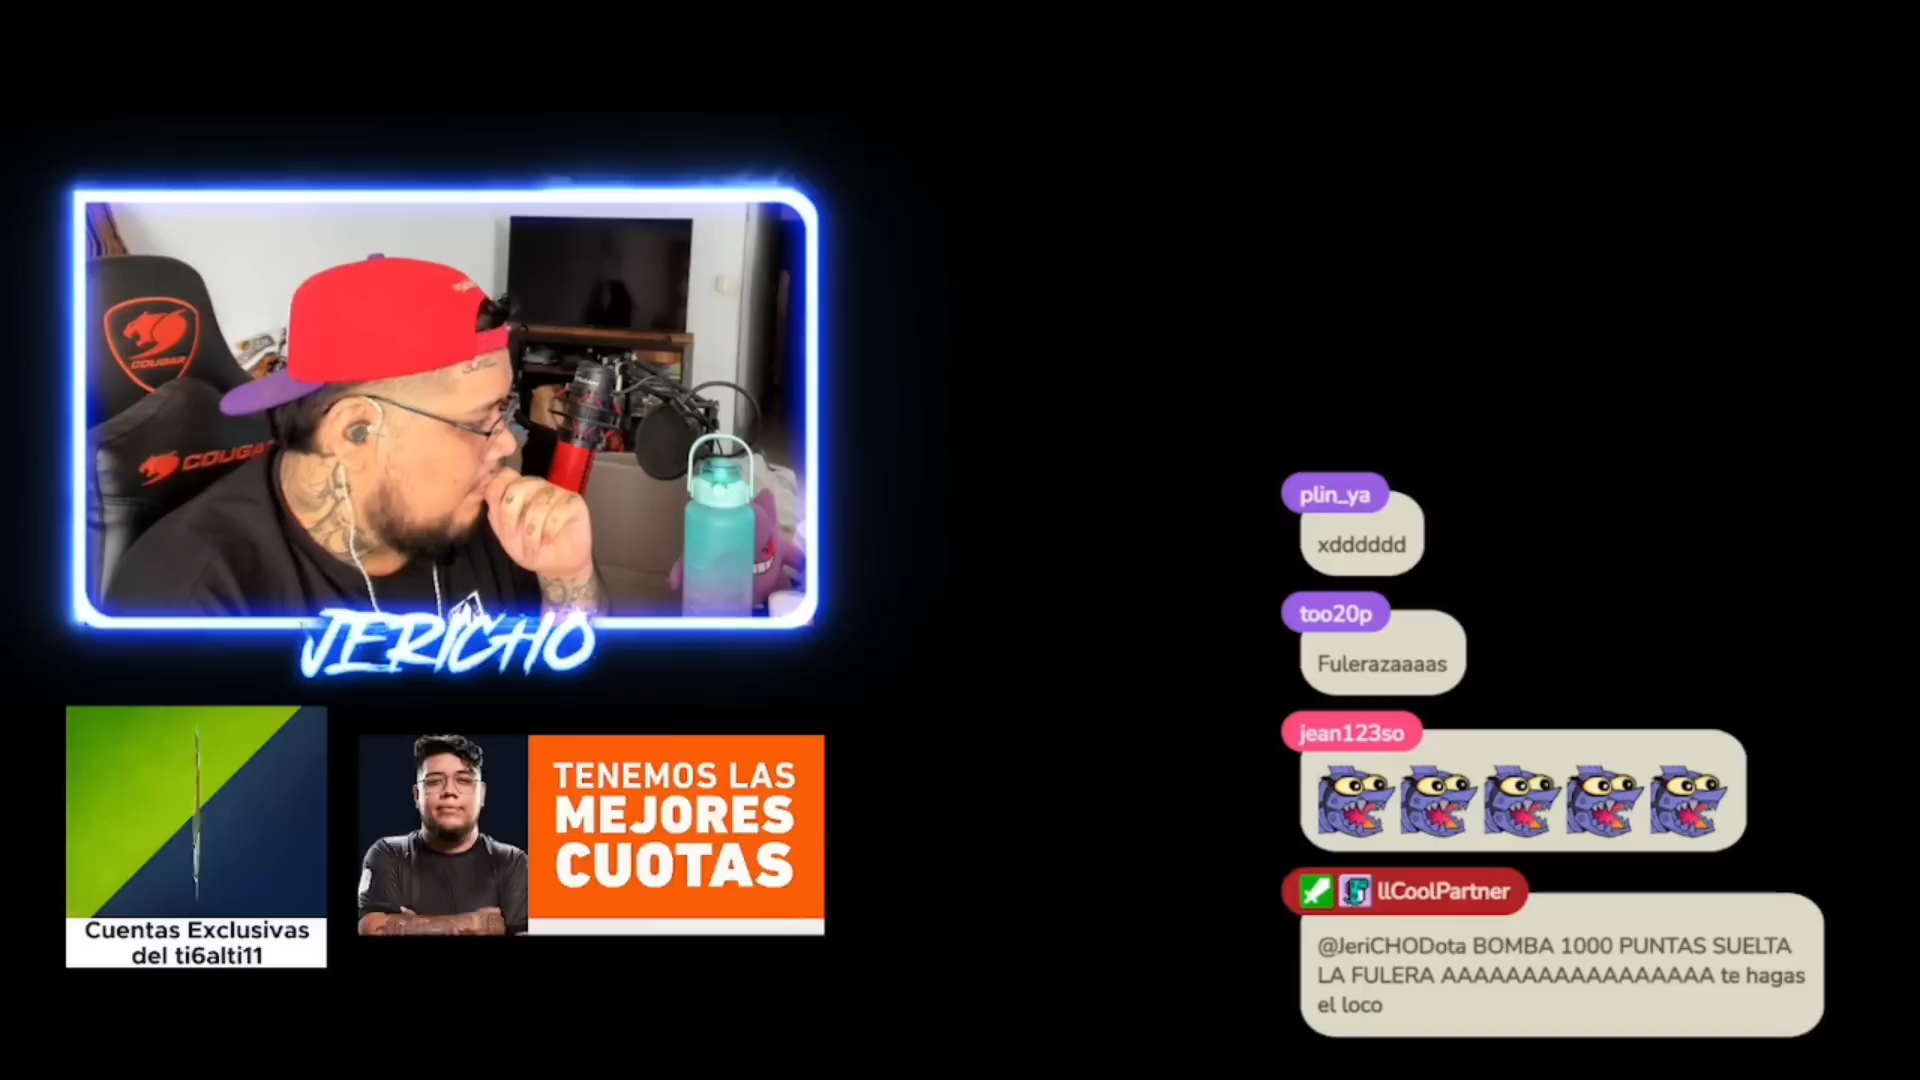 COUGAR
COUGAR
JERICHO
Cuentas Exclusivas
del ti6alti11
TENEMOS LAS
MEJORES
CUOTAS
plin_ya
xdddddd
too20p
Fulerazaaaas
jean123so
llCoolPartner
@JeriCHODota BOMBA 1000 PUNTAS SUELTA
LA FULERA AAAAAAAAAAAAAAAAA te hagas
el loco